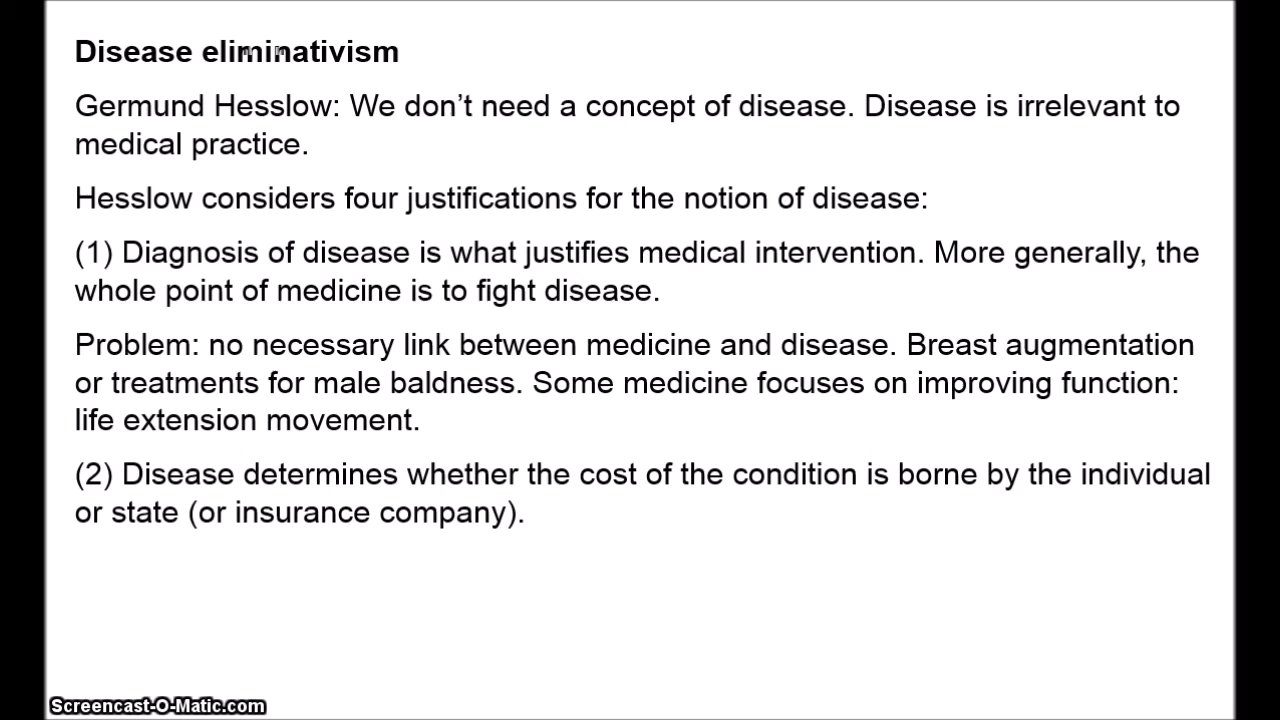 Disease eliminativism
Germund Hesslow: We don’t need a concept of disease. Disease is irrelevant to
medical practice.
Hesslow considers four justifications for the notion of disease:
(1) Diagnosis of disease is what justifies medical intervention. More generally, the
whole point of medicine is to fight disease.
Problem: no necessary link between medicine and disease. Breast augmentation
or treatments for male baldness. Some medicine focuses on improving function:
life extension movement.
(2) Disease determines whether the cost of the condition is borne by the individual
or state (or insurance company).
Screencast-O-Matic.com